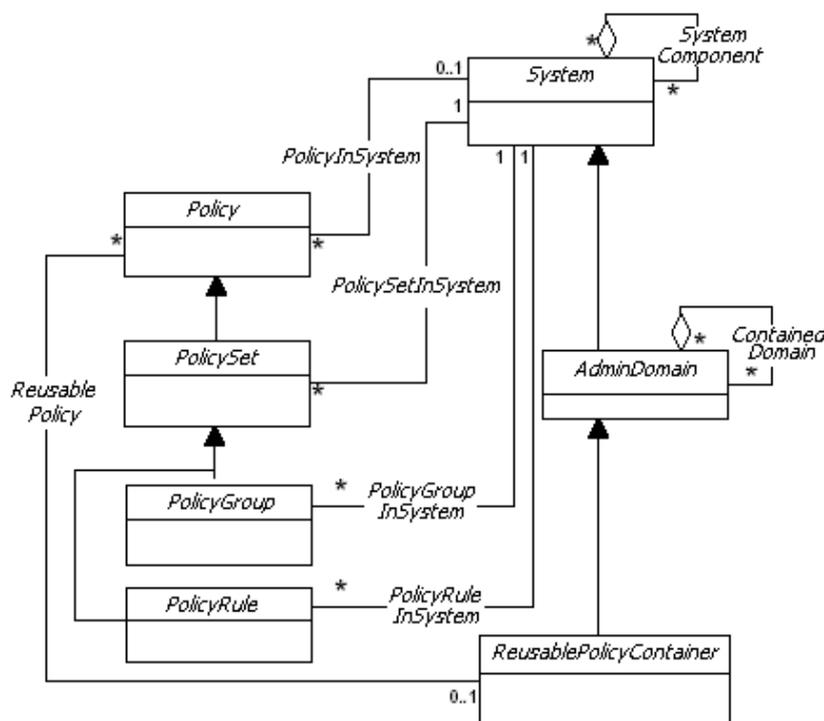 System
Component
*
0..1
System
*
1
PolicyInSystem
1
1
Policy
*
*
PolicySetInSystem
Contained
Domain
*
PolicySet
AdminDomain
*
*
Reusable
Policy
*
PolicyGroup
PolicyGroup
InSystem
*
PolicyRule
PolicyRule
InSystem
ReusablePolicyContainer
0..1